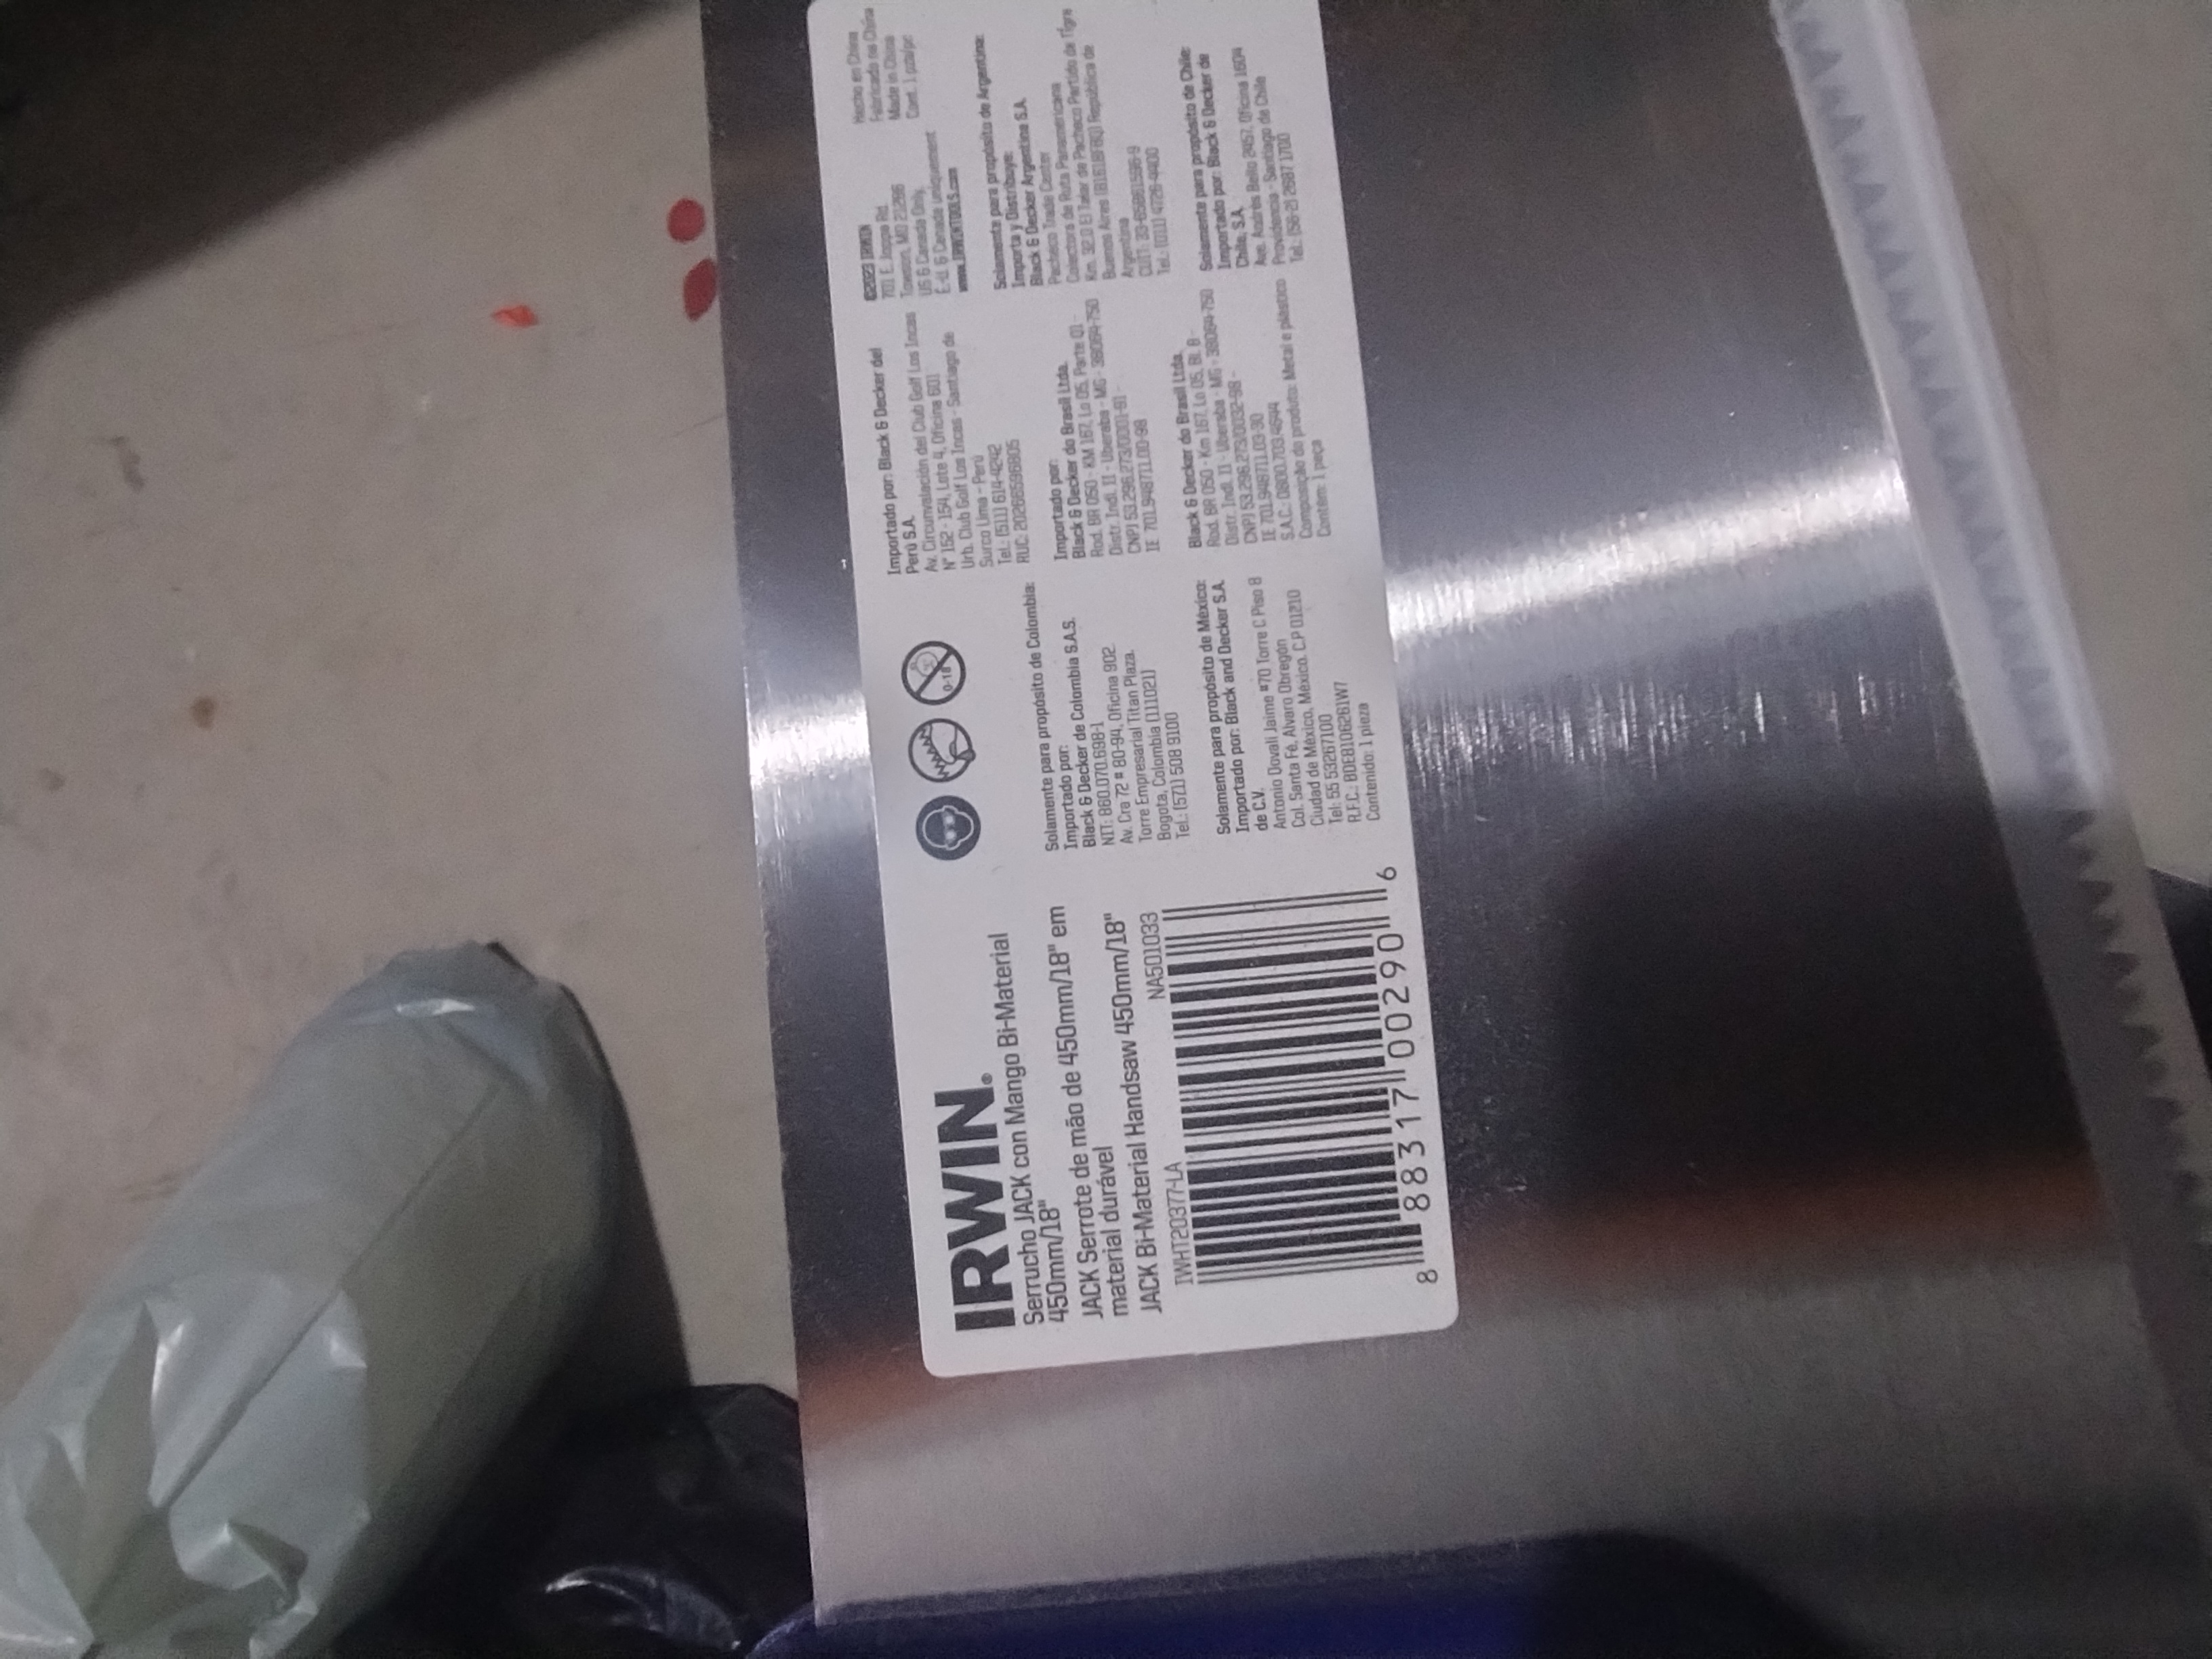 IRWIN®
Serrucho JACK con Mango Bi-Material
450mm/18"
JACK Serrote de mão de 450mm/18" em
material durável
JACK Bi-Material Handsaw 450mm/18"
IWHT20377-LA NA501033
8 88317 00290 6
0-18
Solamente para propósito de Colombia:
Importado por:
Black & Decker de Colombia S.A.S.
NIT: 860.070.698-1
Av. Cra 72 # 80-94, Oficina 902.
Torre Empresarial Titan Plaza.
Bogota, Colombia (111021)
Tel.: (571) 508 9100
Solamente para propósito de México:
Importado por: Black and Decker S.A.
de C.V.
Antonio Dovali Jaime #70 Torre C Piso 8
Col. Santa Fé, Alvaro Obregón
Ciudad de México, México. C.P 01210
Tel: 55 53267100
R.F.C.: BDE8106261W7
Contenido: 1 pieza
Importado por: Black & Decker del
Perú S.A.
Av. Circunvalación del Club Golf Los Incas
N° 152 - 154, Lote 4, Oficina 601
Urb. Club Golf Los Incas - Santiago de
Surco Lima - Perú
Tel.: (511) 614-4242
RUC: 20266596805
Importado por:
Black & Decker do Brasil Ltda.
Rod. BR 050 - KM 167, Lo 05, Parte 01 -
Distr. Indl. II - Uberaba - MG - 38064-750
CNPJ 53.296.273/0001-91 -
IE 701.948711.00-98
Black & Decker do Brasil Ltda.
Rod. BR 050 - Km 167, Lo 05, Bl. B -
Distr. Indl. II - Uberaba - MG - 38064-750
CNPJ 53.296.273/0032-98 -
IE 701.948711.03-30
S.A.C.: 0800.703.4644
Composição do produto: Metal e plástico
Contém: 1 peça
©2023 IRWIN
701 E. Joppa Rd.
Towson, MD 21286
US & Canada Only,
É.-U. & Canada uniquement
www.IRWINTOOLS.com
Solamente para propósito de Argentina:
Importa y Distribuye:
Black & Decker Argentina S.A.
Pacheco Trade Center
Colectora de Ruta Panamericana
Km. 32.0 El Talar de Pacheco Partido de Tigre
Buenos Aires República de
Argentina
CUIT:
Tel.: (011) 4726-4400
Solamente para propósito de Chile:
Importado por: Black & Decker de
Chile, S.A.
Ave. Andrés Bello 2457, Oficina 1604
Providencia - Santiago de Chile
Tel.: (56-2) 2687 1700
Hecho en China
Fabricado na China
Made in China
Cont. 1 pza/pc